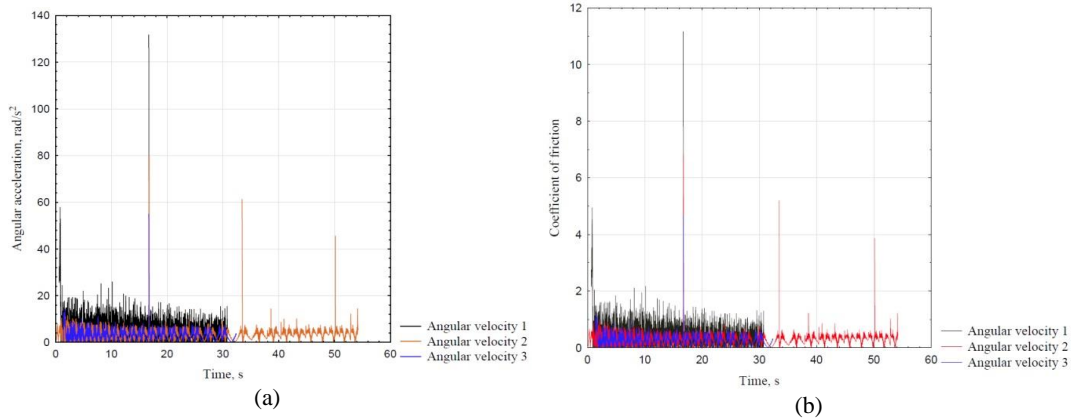 140
120
100
80
60
40
20
0
Angular acceleration, rad/s²
0 10 20 30 40 50 60
Time, s
Angular velocity 1
Angular velocity 2
Angular velocity 3
(a)
12
10
8
6
4
2
0
Coefficient of friction
0 10 20 30 40 50 60
Time, s
Angular velocity 1
Angular velocity 2
Angular velocity 3
(b)